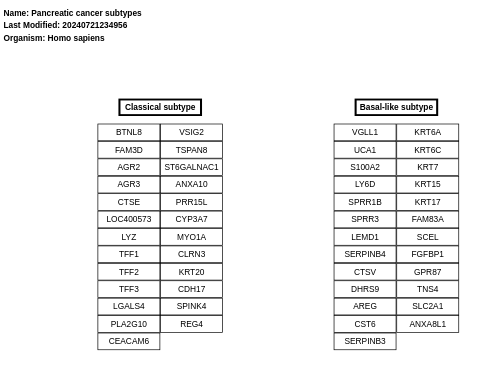 Name: Pancreatic cancer subtypes
Last Modified: 20240721234956
Organism: Homo sapiens
Classical subtype
BTNL8 VSIG2
FAM3D TSPAN8
AGR2 ST6GALNAC1
AGR3 ANXA10
CTSE PRR15L
LOC400573 CYP3A7
LYZ MYO1A
TFF1 CLRN3
TFF2 KRT20
TFF3 CDH17
LGALS4 SPINK4
PLA2G10 REG4
CEACAM6
Basal-like subtype
VGLL1 KRT6A
UCA1 KRT6C
S100A2 KRT7
LY6D KRT15
SPRR1B KRT17
SPRR3 FAM83A
LEMD1 SCEL
SERPINB4 FGFBP1
CTSV GPR87
DHRS9 TNS4
AREG SLC2A1
CST6 ANXA8L1
SERPINB3